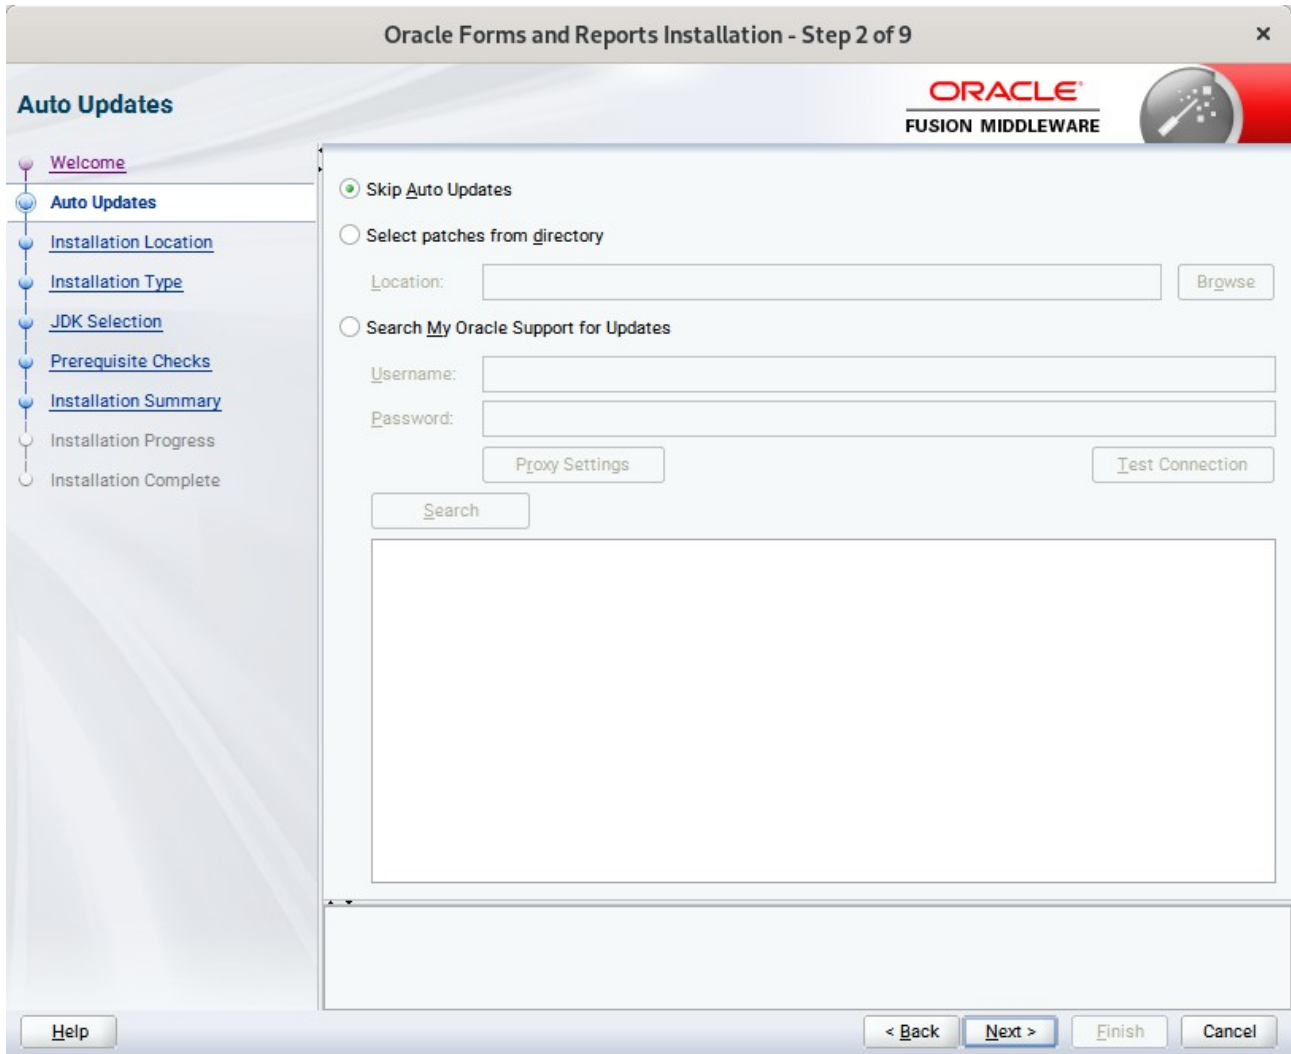 Oracle Forms and Reports Installation - Step 2 of 9
Auto Updates
ORACLE
FUSION MIDDLEWARE
Welcome
Auto Updates
Installation Location
Installation Type
JDK Selection
Prerequisite Checks
Installation Summary
Installation Progress
Installation Complete
Skip Auto Updates
Select patches from directory
Location:
Browse
Search My Oracle Support for Updates
Username:
Password:
Proxy Settings
Test Connection
Search
Help
< Back
Next >
Finish
Cancel